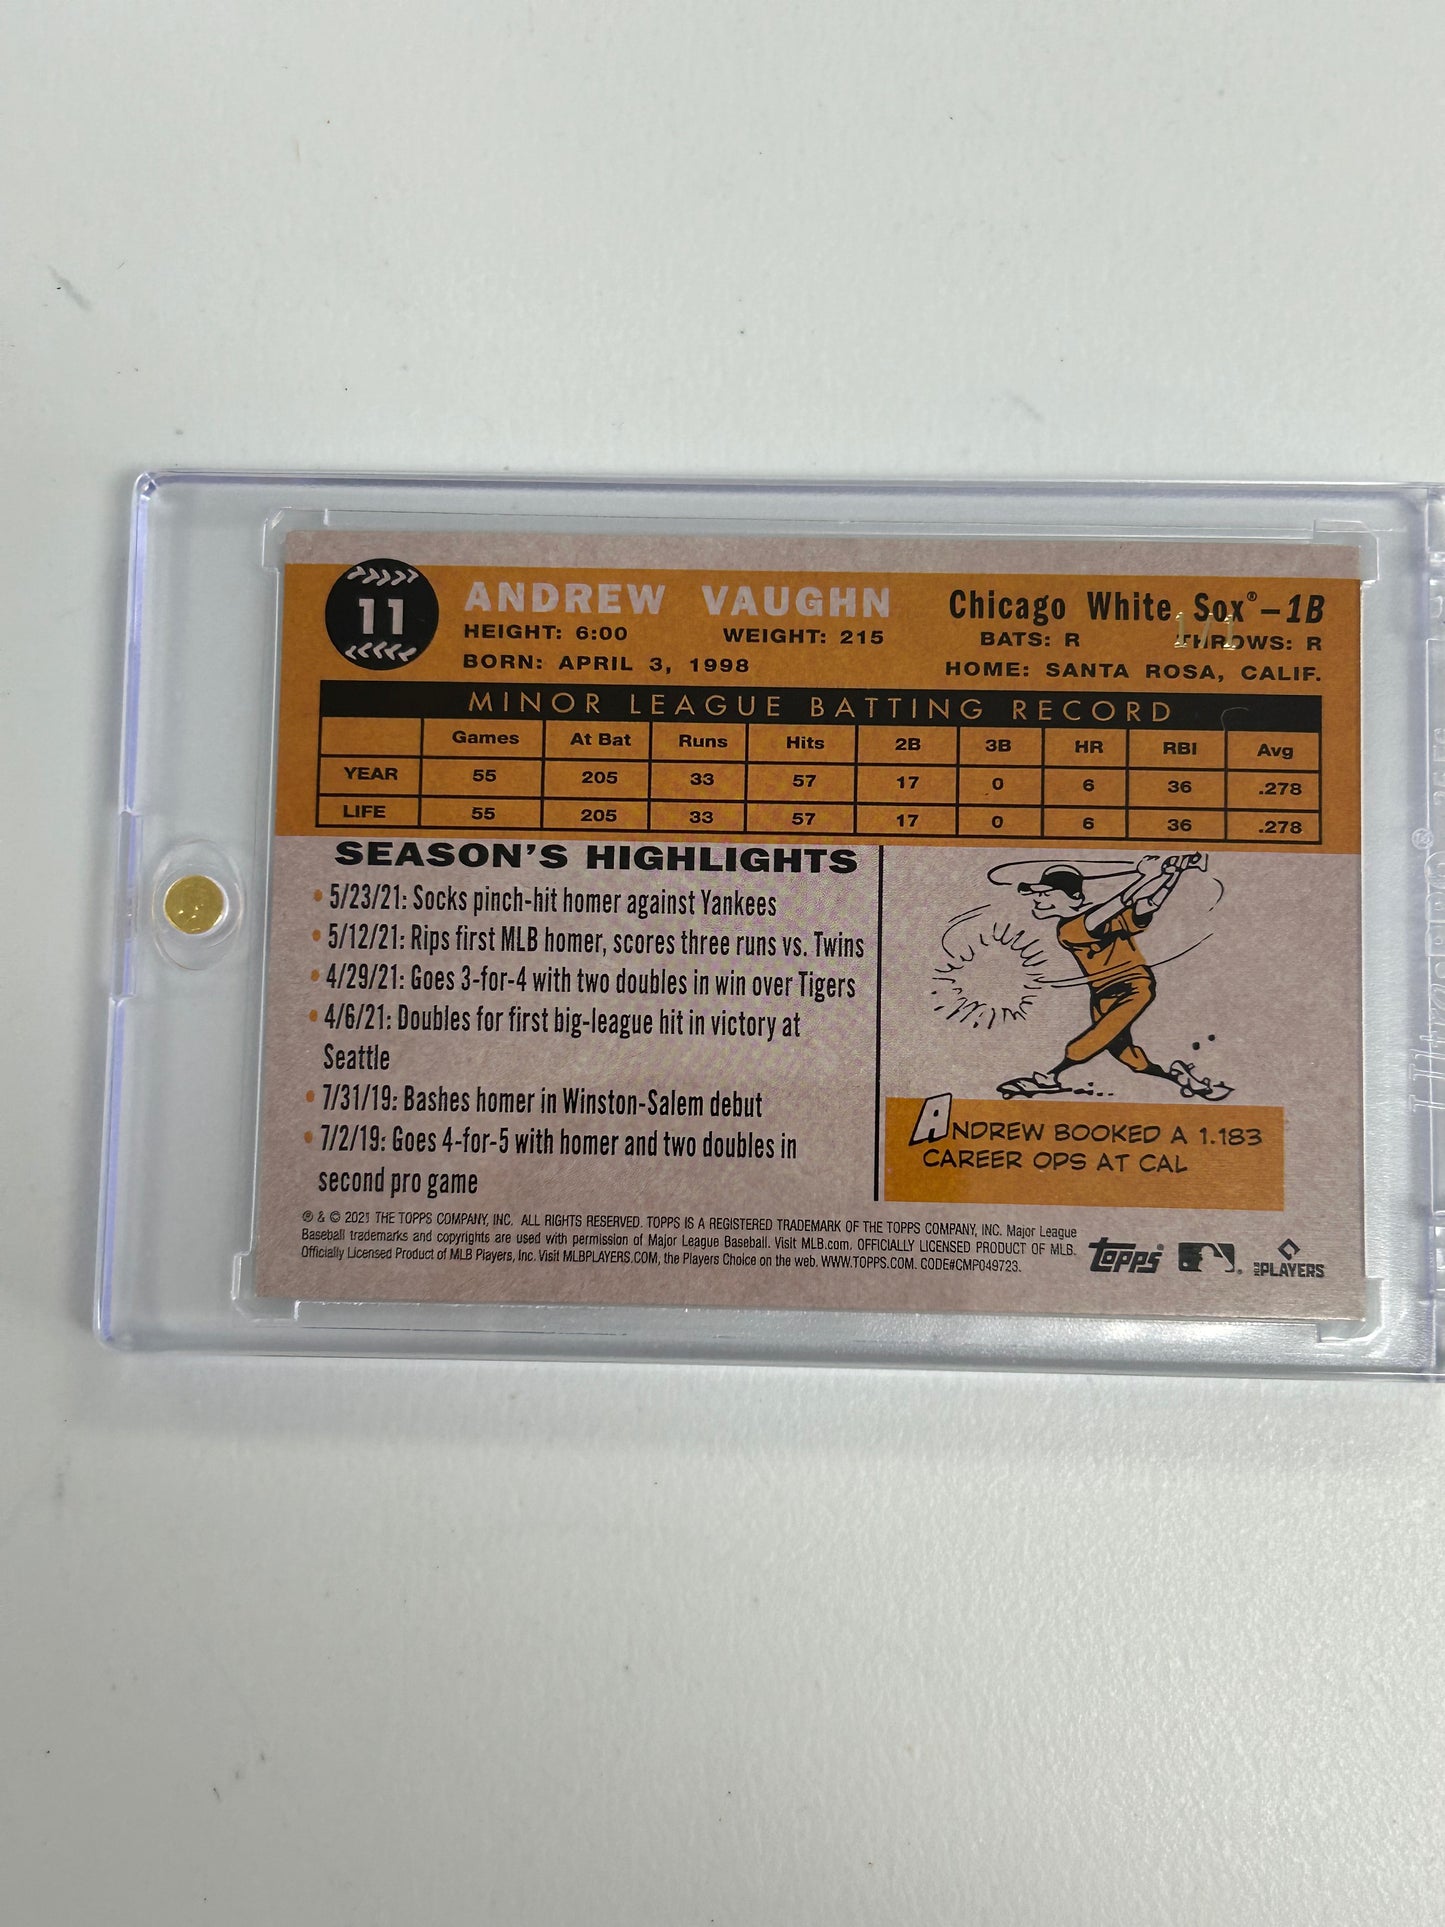 11
ANDREW VAUGHN
Chicago White Sox®–1B
HEIGHT: 6:00 WEIGHT: 215 BATS: R THROWS: R
1/1
BORN: APRIL 3, 1998 HOME: SANTA ROSA, CALIF.
MINOR LEAGUE BATTING RECORD
Games At Bat Runs Hits 2B 3B HR RBI Avg
YEAR 55 205 33 57 17 0 6 36 .278
LIFE 55 205 33 57 17 0 6 36 .278
SEASON'S HIGHLIGHTS
• 5/23/21: Socks pinch-hit homer against Yankees
• 5/12/21: Rips first MLB homer, scores three runs vs. Twins
• 4/29/21: Goes 3-for-4 with two doubles in win over Tigers
• 4/6/21: Doubles for first big-league hit in victory at
Seattle
• 7/31/19: Bashes homer in Winston-Salem debut
• 7/2/19: Goes 4-for-5 with homer and two doubles in
second pro game
ANDREW BOOKED A 1.183
CAREER OPS AT CAL
® & © 2021 THE TOPPS COMPANY, INC. ALL RIGHTS RESERVED. TOPPS IS A REGISTERED TRADEMARK OF THE TOPPS COMPANY, INC. Major League
Baseball trademarks and copyrights are used with permission of Major League Baseball. Visit MLB.com. OFFICIALLY LICENSED PRODUCT OF MLB
Officially Licensed Product of MLB Players, Inc. Visit MLBPLAYERS.COM, the Players Choice on the web. WWW.TOPPS.COM. CODE#CMP049723.
topps
MLB PLAYERS